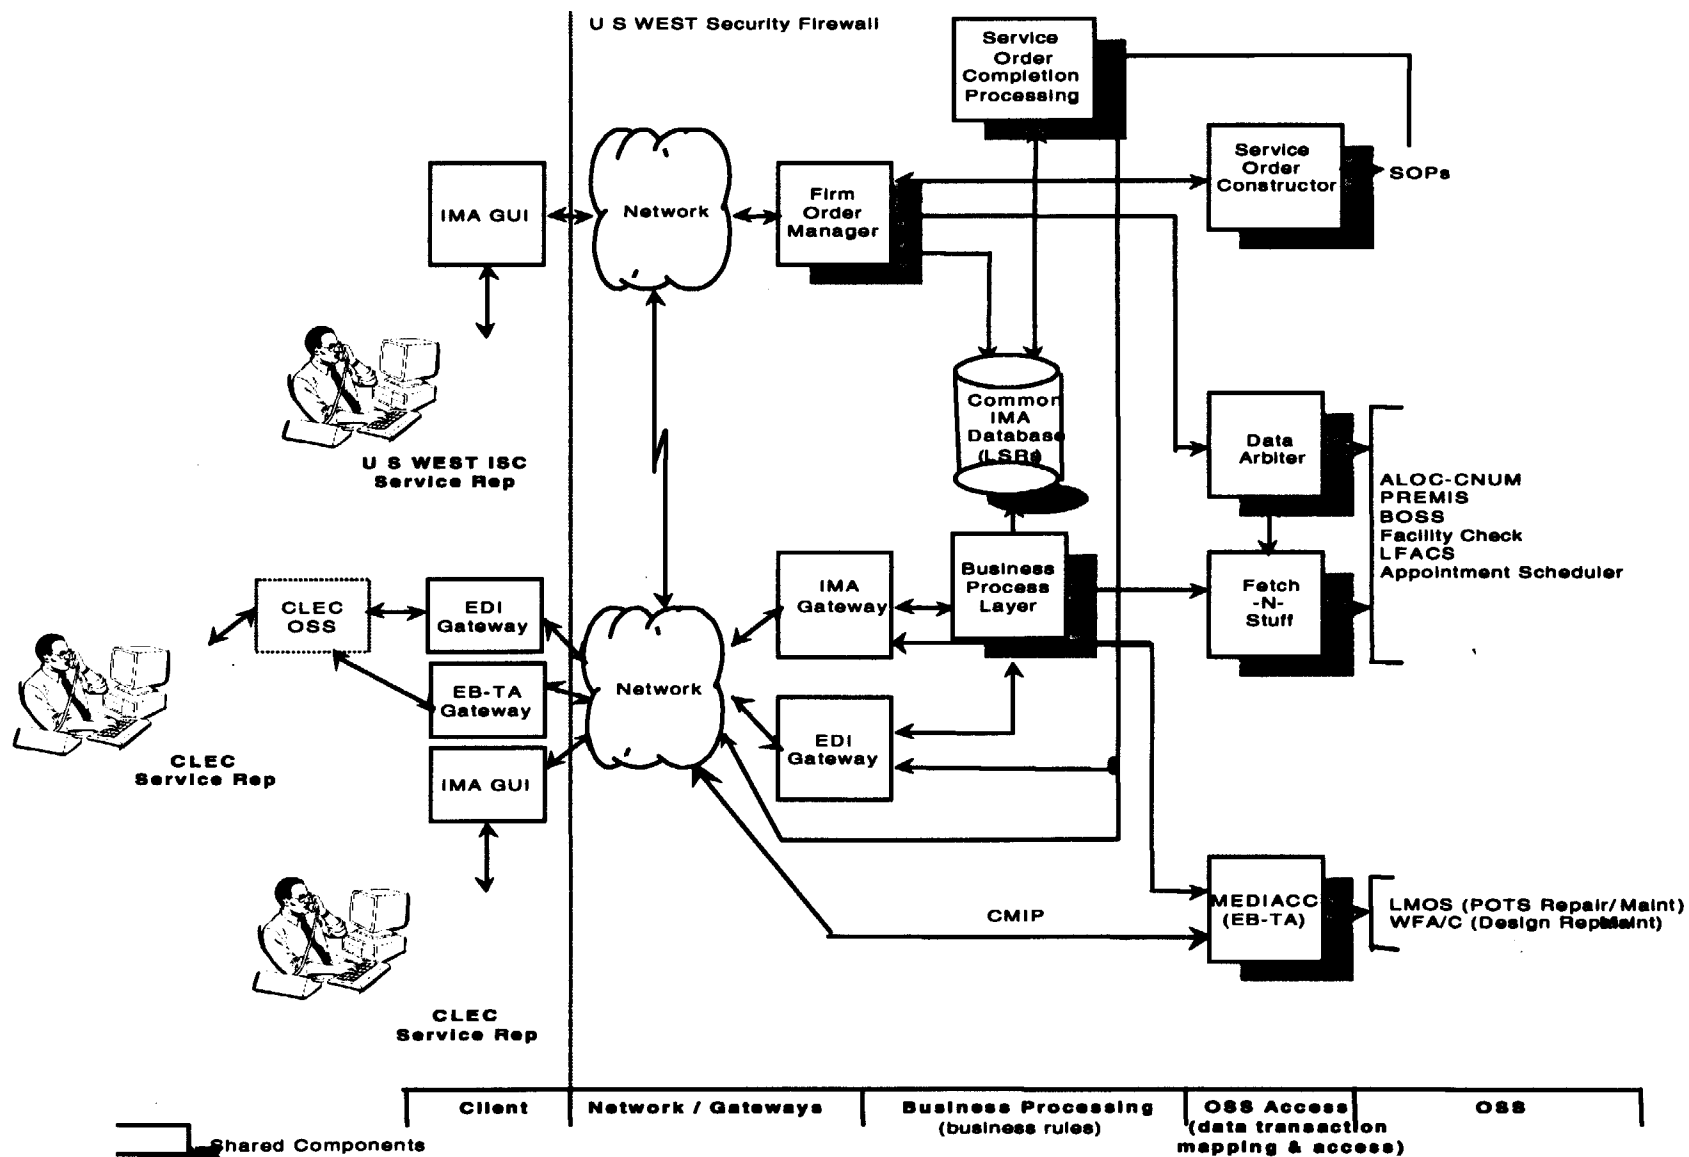 U S WEST Security Firewall
Service
Order
Completion
Processing
Service
Order
Constructor
SOPs
IMA GUI
Network
Firm
Order
Manager
U S WEST ISC
Service Rep
Common
IMA
Database
(LSRs)
Data
Arbiter
ALOC-CNUM
PREMIS
BOSS
Facility Check
LFACS
Appointment Scheduler
CLEC
OSS
EDI
Gateway
EB-TA
Gateway
IMA GUI
Network
IMA
Gateway
Business
Process
Layer
Fetch
-N-
Stuff
EDI
Gateway
CLEC
Service Rep
CMIP
MEDIACC
(EB-TA)
LMOS (POTS Repair/Maint)
WFA/C (Design Rep Maint)
CLEC
Service Rep
Client
Network / Gateways
Business Processing
(business rules)
OSS Access
(data transaction
mapping & access)
OSS
Shared Components